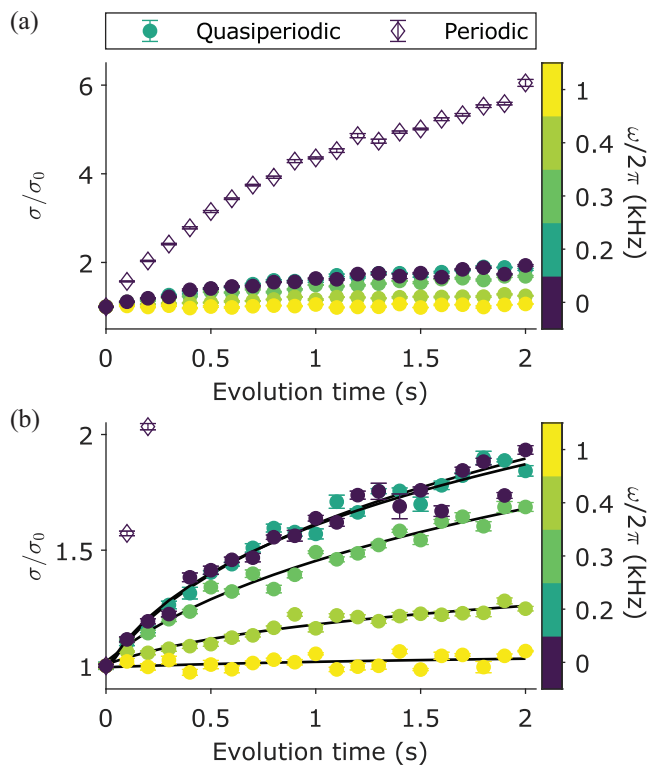 (a)
Quasiperiodic
Periodic
6
4
2
σ/σ0
0
0.5
1
1.5
2
Evolution time (s)
1
0.4
0.3
0.2
0
ω/2π (kHz)
(b)
2
1.5
1
σ/σ0
0
0.5
1
1.5
2
Evolution time (s)
1
0.4
0.3
0.2
0
ω/2π (kHz)